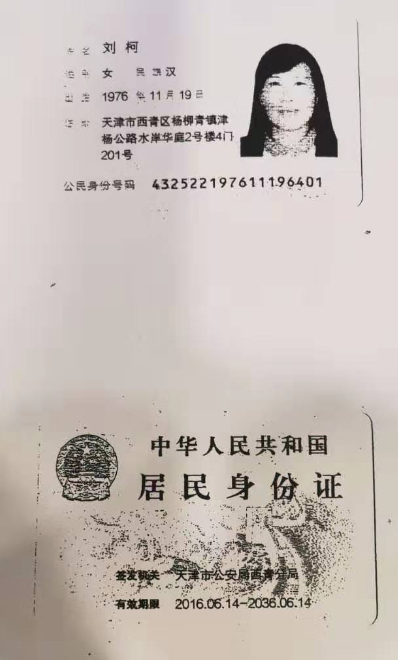 名 刘柯
女 民族汉
1976 年 11月19日
天津市西青区杨柳青镇津
杨公路水岸华庭2号楼4门
201号
公民身份号码 432522197611196401
中华人民共和国
居民身份证
签发机关 天津市公安局西青分局
有效期限 2016.06.14-2036.06.14